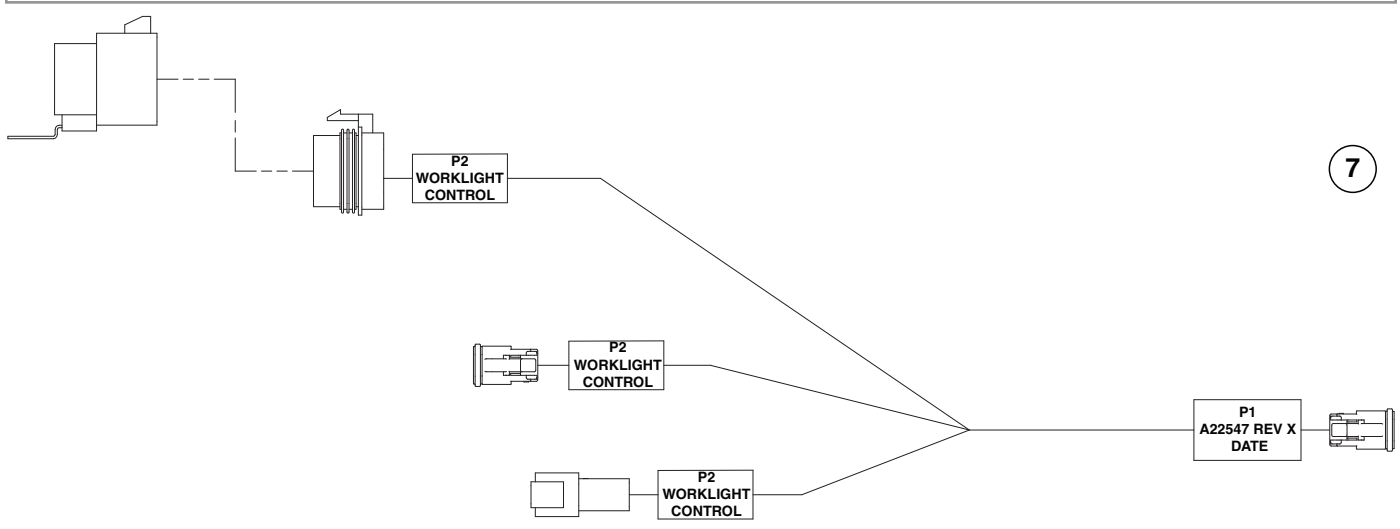 P2
WORKLIGHT
CONTROL
7
P2
WORKLIGHT
CONTROL
P1
A22547 REV X
DATE
P2
WORKLIGHT
CONTROL